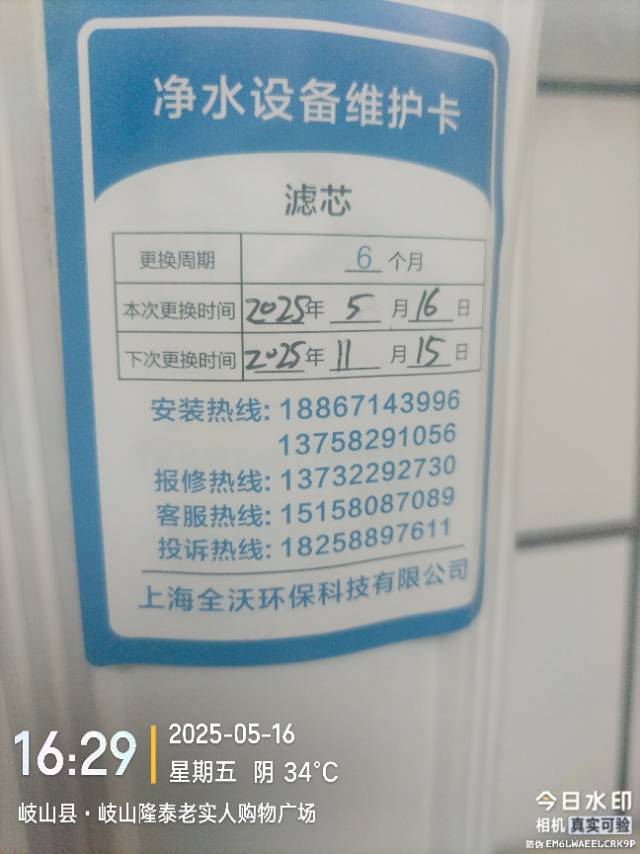 净水设备维护卡
滤芯
更换周期 6 个月
本次更换时间 2025年 5 月 16 日
下次更换时间 2025年 11 月 15 日
安装热线: 18867143996
13758291056
报修热线: 13732292730
客服热线: 15158087089
投诉热线: 18258897611
上海全沃环保科技有限公司
16:29
2025-05-16
星期五 阴 34℃
岐山县·岐山隆泰老实人购物广场
今日水印
相机 真实可验
防伪 EM6LWAEELCRK9P